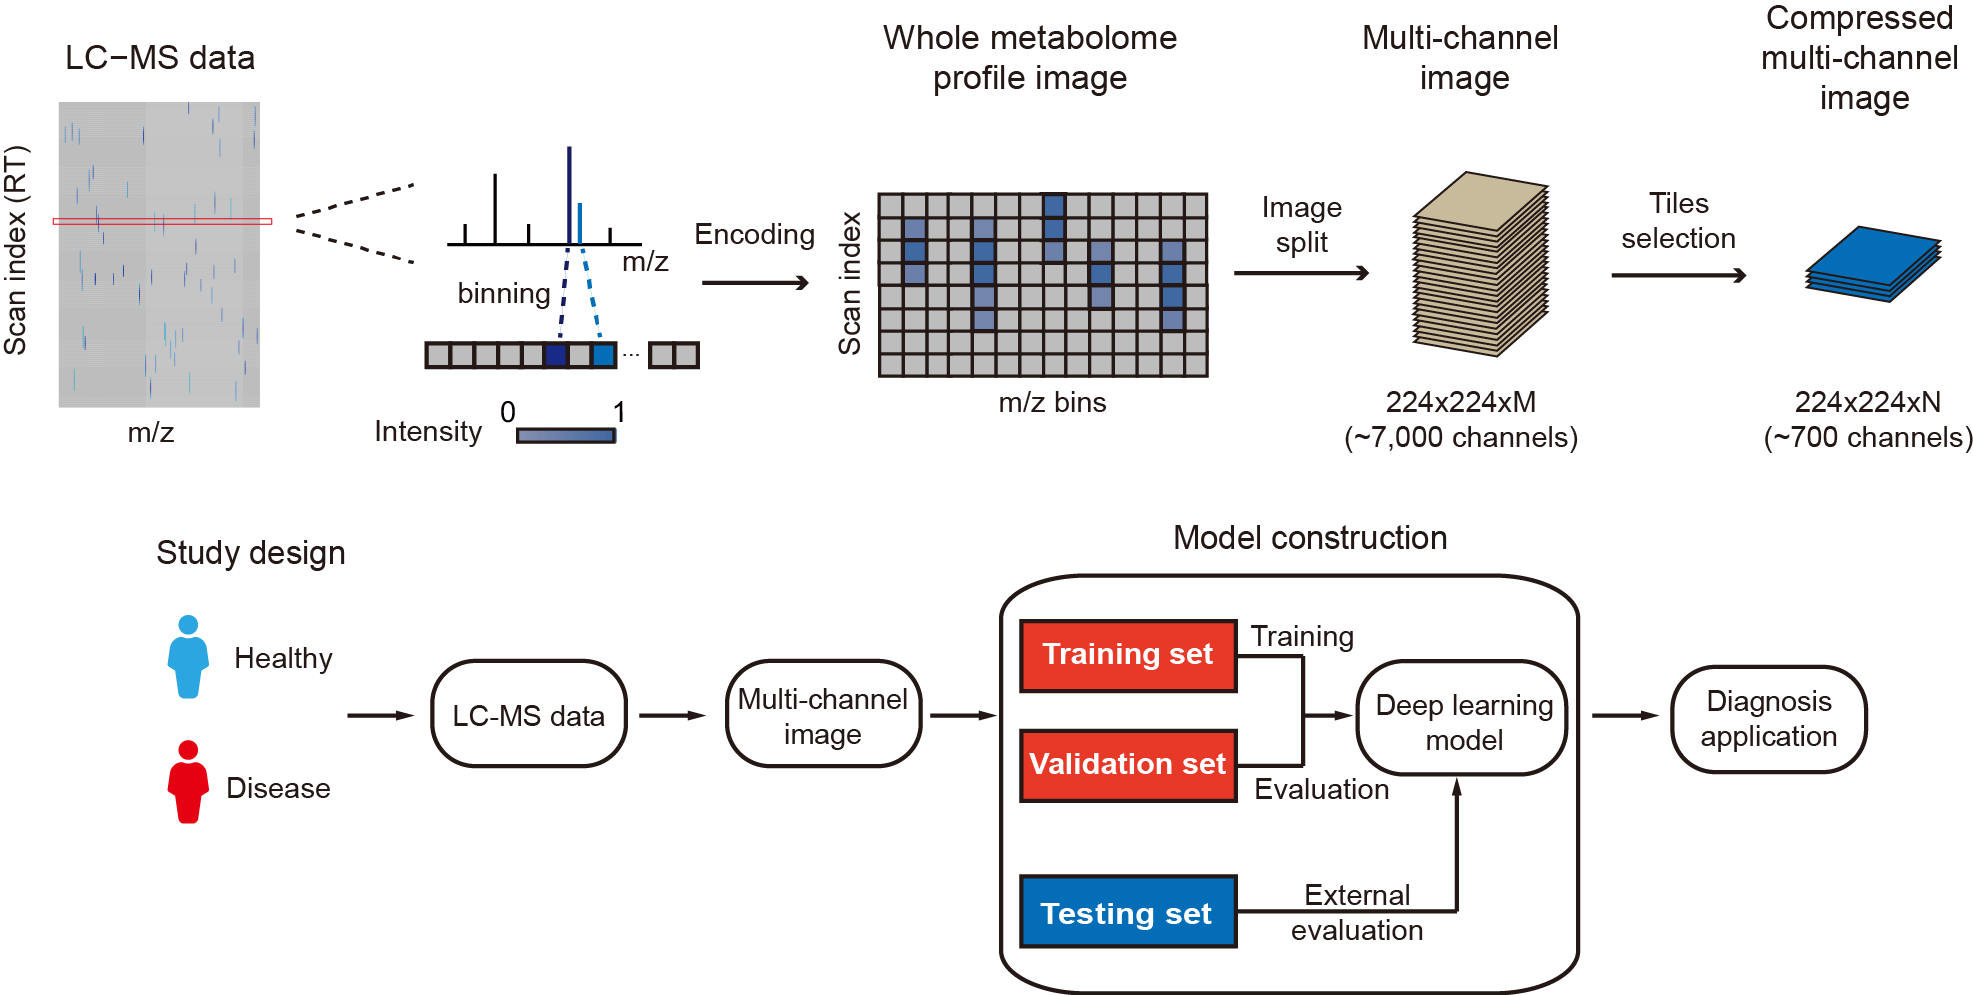 LC−MS data
Scan index (RT)
m/z
m/z
binning
...
Intensity
0
1
Encoding
Whole metabolome
profile image
Scan index
m/z bins
Image
split
Multi-channel
image
224x224xM
(~7,000 channels)
Tiles
selection
Compressed
multi-channel
image
224x224xN
(~700 channels)
Study design
Healthy
Disease
LC-MS data
Multi-channel
image
Model construction
Training set
Training
Validation set
Evaluation
Testing set
External
evaluation
Deep learning
model
Diagnosis
application